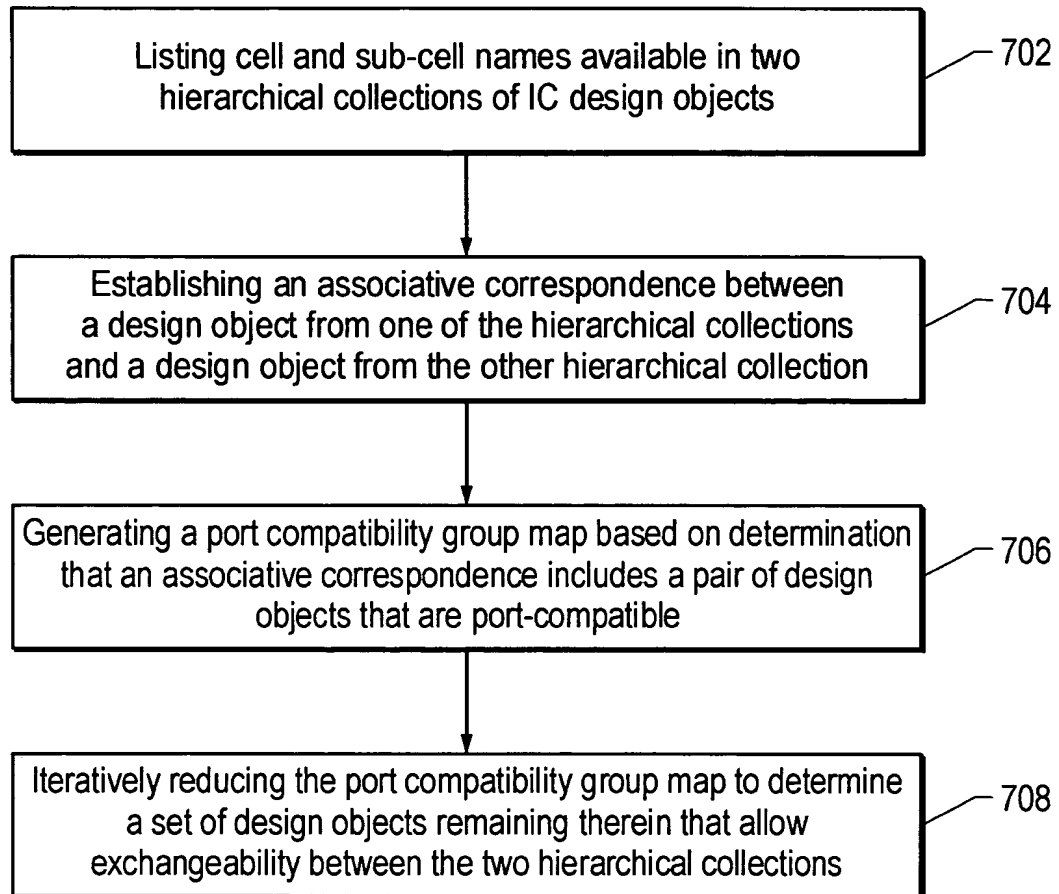 Listing cell and sub-cell names available in two
hierarchical collections of IC design objects
702
Establishing an associative correspondence between
a design object from one of the hierarchical collections
and a design object from the other hierarchical collection
704
Generating a port compatibility group map based on determination
that an associative correspondence includes a pair of design
objects that are port-compatible
706
Iteratively reducing the port compatibility group map to determine
a set of design objects remaining therein that allow
exchangeability between the two hierarchical collections
708